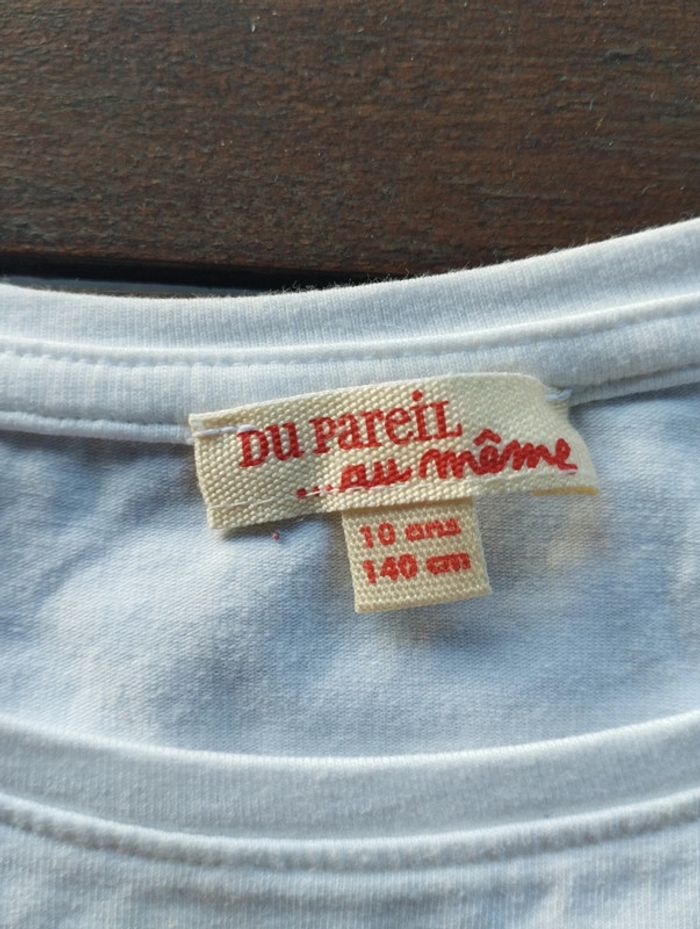 DU PareiL
...au même
10 ans
140 cm